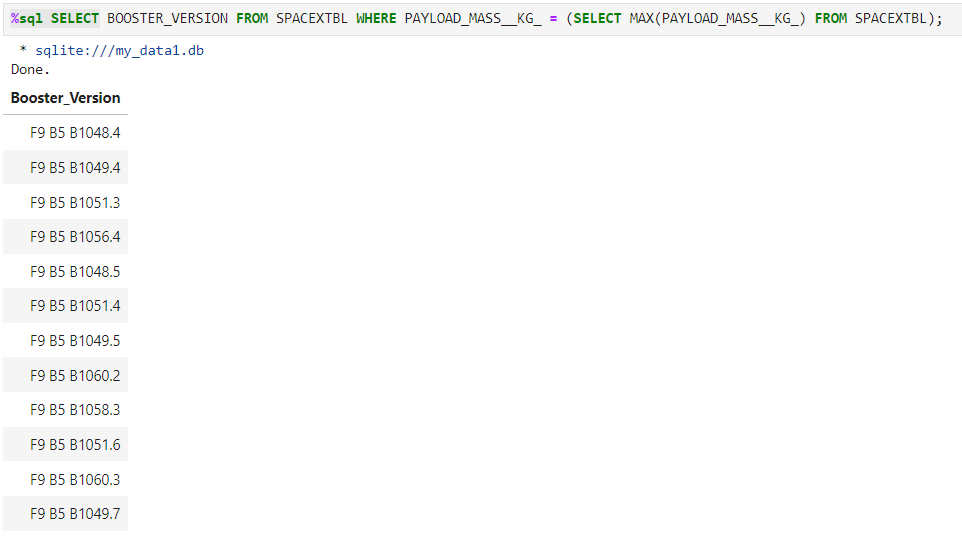 %sql SELECT BOOSTER_VERSION FROM SPACEXTBL WHERE PAYLOAD_MASS__KG_ = (SELECT MAX(PAYLOAD_MASS__KG_) FROM SPACEXTBL);
* sqlite:///my_data1.db
Done.
Booster_Version
F9 B5 B1048.4
F9 B5 B1049.4
F9 B5 B1051.3
F9 B5 B1056.4
F9 B5 B1048.5
F9 B5 B1051.4
F9 B5 B1049.5
F9 B5 B1060.2
F9 B5 B1058.3
F9 B5 B1051.6
F9 B5 B1060.3
F9 B5 B1049.7